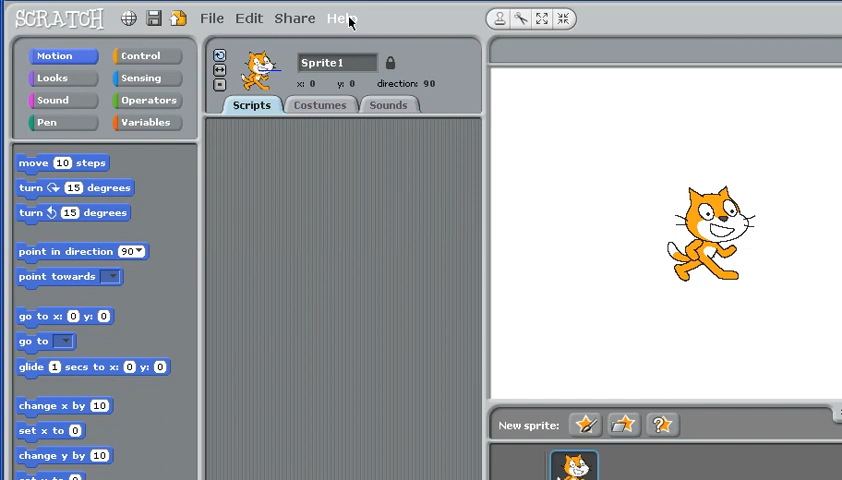 SCRATCH File Edit Share Help
Motion Control
Looks Sensing
Sound Operators
Pen Variables
Sprite1
x: 0 y: 0 direction: 90
Scripts Costumes Sounds
move 10 steps
turn 15 degrees
turn 15 degrees
point in direction 90
point towards
go to x: 0 y: 0
go to
glide 1 secs to x: 0 y: 0
change x by 10
set x to 0
change y by 10
New sprite: